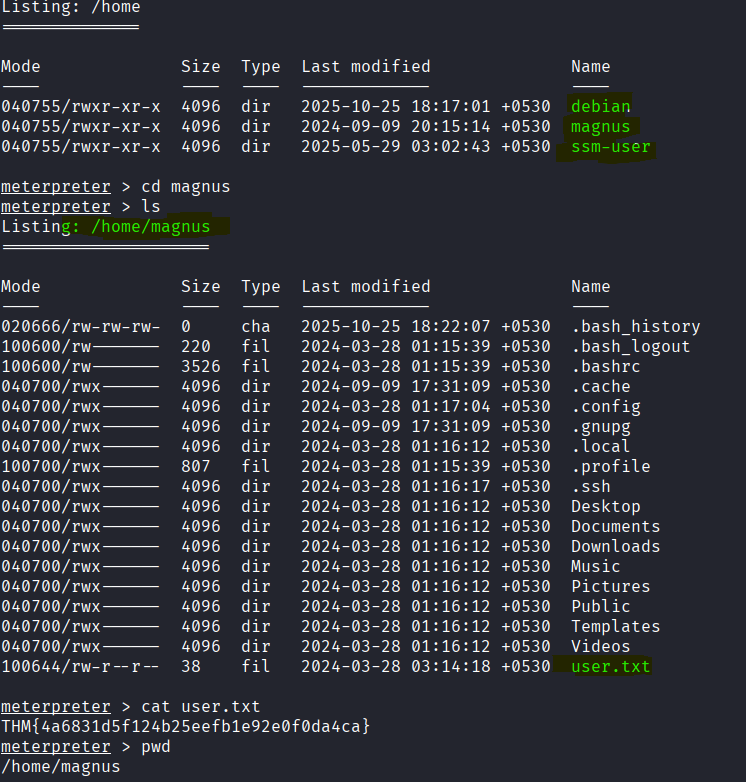 Listing: /home
==============

Mode              Size  Type  Last modified              Name
----              ----  ----  -------------              ----
040755/rwxr-xr-x  4096  dir   2025-10-25 18:17:01 +0530  debian
040755/rwxr-xr-x  4096  dir   2024-09-09 20:15:14 +0530  magnus
040755/rwxr-xr-x  4096  dir   2025-05-29 03:02:43 +0530  ssm-user

meterpreter > cd magnus
meterpreter > ls
Listing: /home/magnus
=====================

Mode              Size  Type  Last modified              Name
----              ----  ----  -------------              ----
020666/rw-rw-rw-  0     cha   2025-10-25 18:22:07 +0530  .bash_history
100600/rw-------  220   fil   2024-03-28 01:15:39 +0530  .bash_logout
100600/rw-------  3526  fil   2024-03-28 01:15:39 +0530  .bashrc
040700/rwx------  4096  dir   2024-09-09 17:31:09 +0530  .cache
040700/rwx------  4096  dir   2024-03-28 01:17:04 +0530  .config
040700/rwx------  4096  dir   2024-09-09 17:31:09 +0530  .gnupg
040700/rwx------  4096  dir   2024-03-28 01:16:12 +0530  .local
100700/rwx------  807   fil   2024-03-28 01:15:39 +0530  .profile
040700/rwx------  4096  dir   2024-03-28 01:16:17 +0530  .ssh
040700/rwx------  4096  dir   2024-03-28 01:16:12 +0530  Desktop
040700/rwx------  4096  dir   2024-03-28 01:16:12 +0530  Documents
040700/rwx------  4096  dir   2024-03-28 01:16:12 +0530  Downloads
040700/rwx------  4096  dir   2024-03-28 01:16:12 +0530  Music
040700/rwx------  4096  dir   2024-03-28 01:16:12 +0530  Pictures
040700/rwx------  4096  dir   2024-03-28 01:16:12 +0530  Public
040700/rwx------  4096  dir   2024-03-28 01:16:12 +0530  Templates
040700/rwx------  4096  dir   2024-03-28 01:16:12 +0530  Videos
100644/rw-r--r--  38    fil   2024-03-28 03:14:18 +0530  user.txt

meterpreter > cat user.txt
THM{4a6831d5f124b25eefb1e92e0f0da4ca}
meterpreter > pwd
/home/magnus